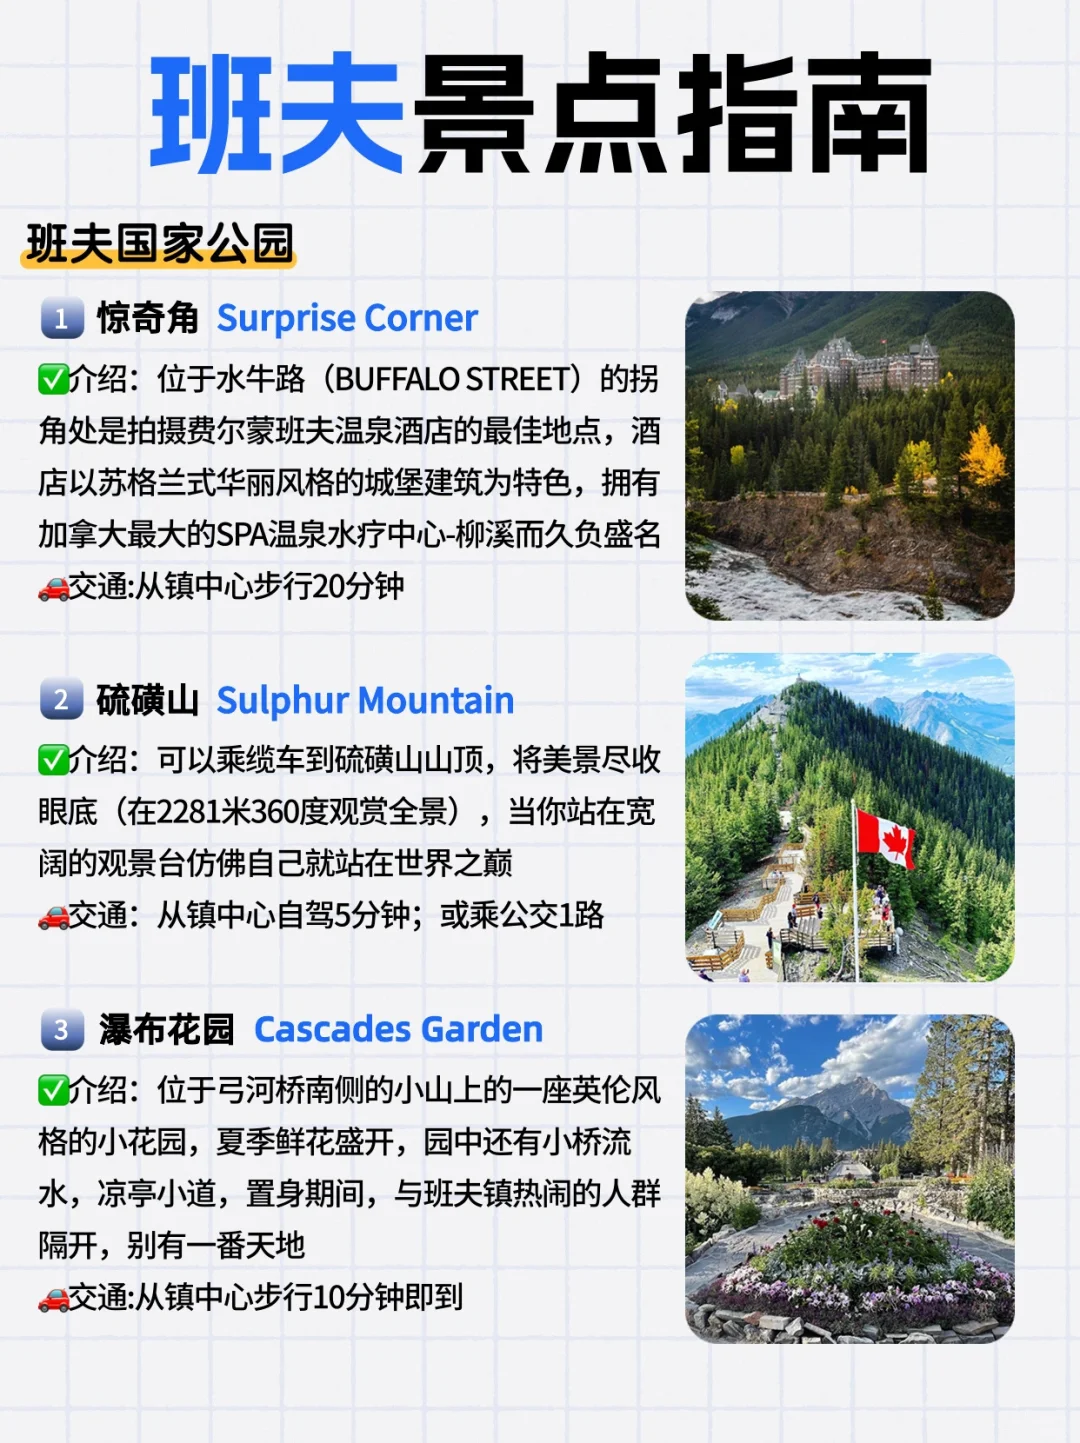 班夫景点指南
班夫国家公园
1 惊奇角 Surprise Corner
✅介绍：位于水牛路（BUFFALO STREET）的拐
角处是拍摄费尔蒙班夫温泉酒店的最佳地点，酒
店以苏格兰式华丽风格的城堡建筑为特色，拥有
加拿大最大的SPA温泉水疗中心-柳溪而久负盛名
🚗交通:从镇中心步行20分钟
2 硫磺山 Sulphur Mountain
✅介绍：可以乘缆车到硫磺山山顶，将美景尽收
眼底（在2281米360度观赏全景），当你站在宽
阔的观景台仿佛自己就站在世界之巅
🚗交通：从镇中心自驾5分钟；或乘公交1路
3 瀑布花园 Cascades Garden
✅介绍：位于弓河桥南侧的小山上的一座英伦风
格的小花园，夏季鲜花盛开，园中还有小桥流
水，凉亭小道，置身期间，与班夫镇热闹的人群
隔开，别有一番天地
🚗交通:从镇中心步行10分钟即到